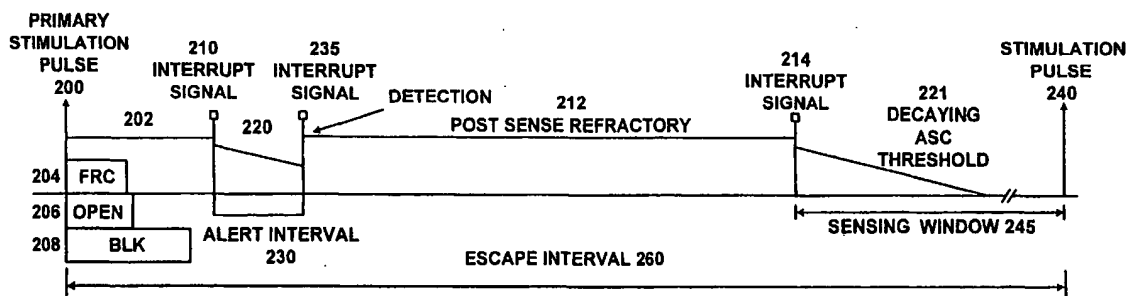 PRIMARY
STIMULATION
PULSE
200
210
INTERRUPT
SIGNAL
235
INTERRUPT
SIGNAL
DETECTION
214
INTERRUPT
SIGNAL
STIMULATION
PULSE
240
202
220
212
POST SENSE REFRACTORY
221
DECAYING
ASC
THRESHOLD
204 FRC
206 OPEN
208 BLK
ALERT INTERVAL
230
SENSING WINDOW 245
ESCAPE INTERVAL 260